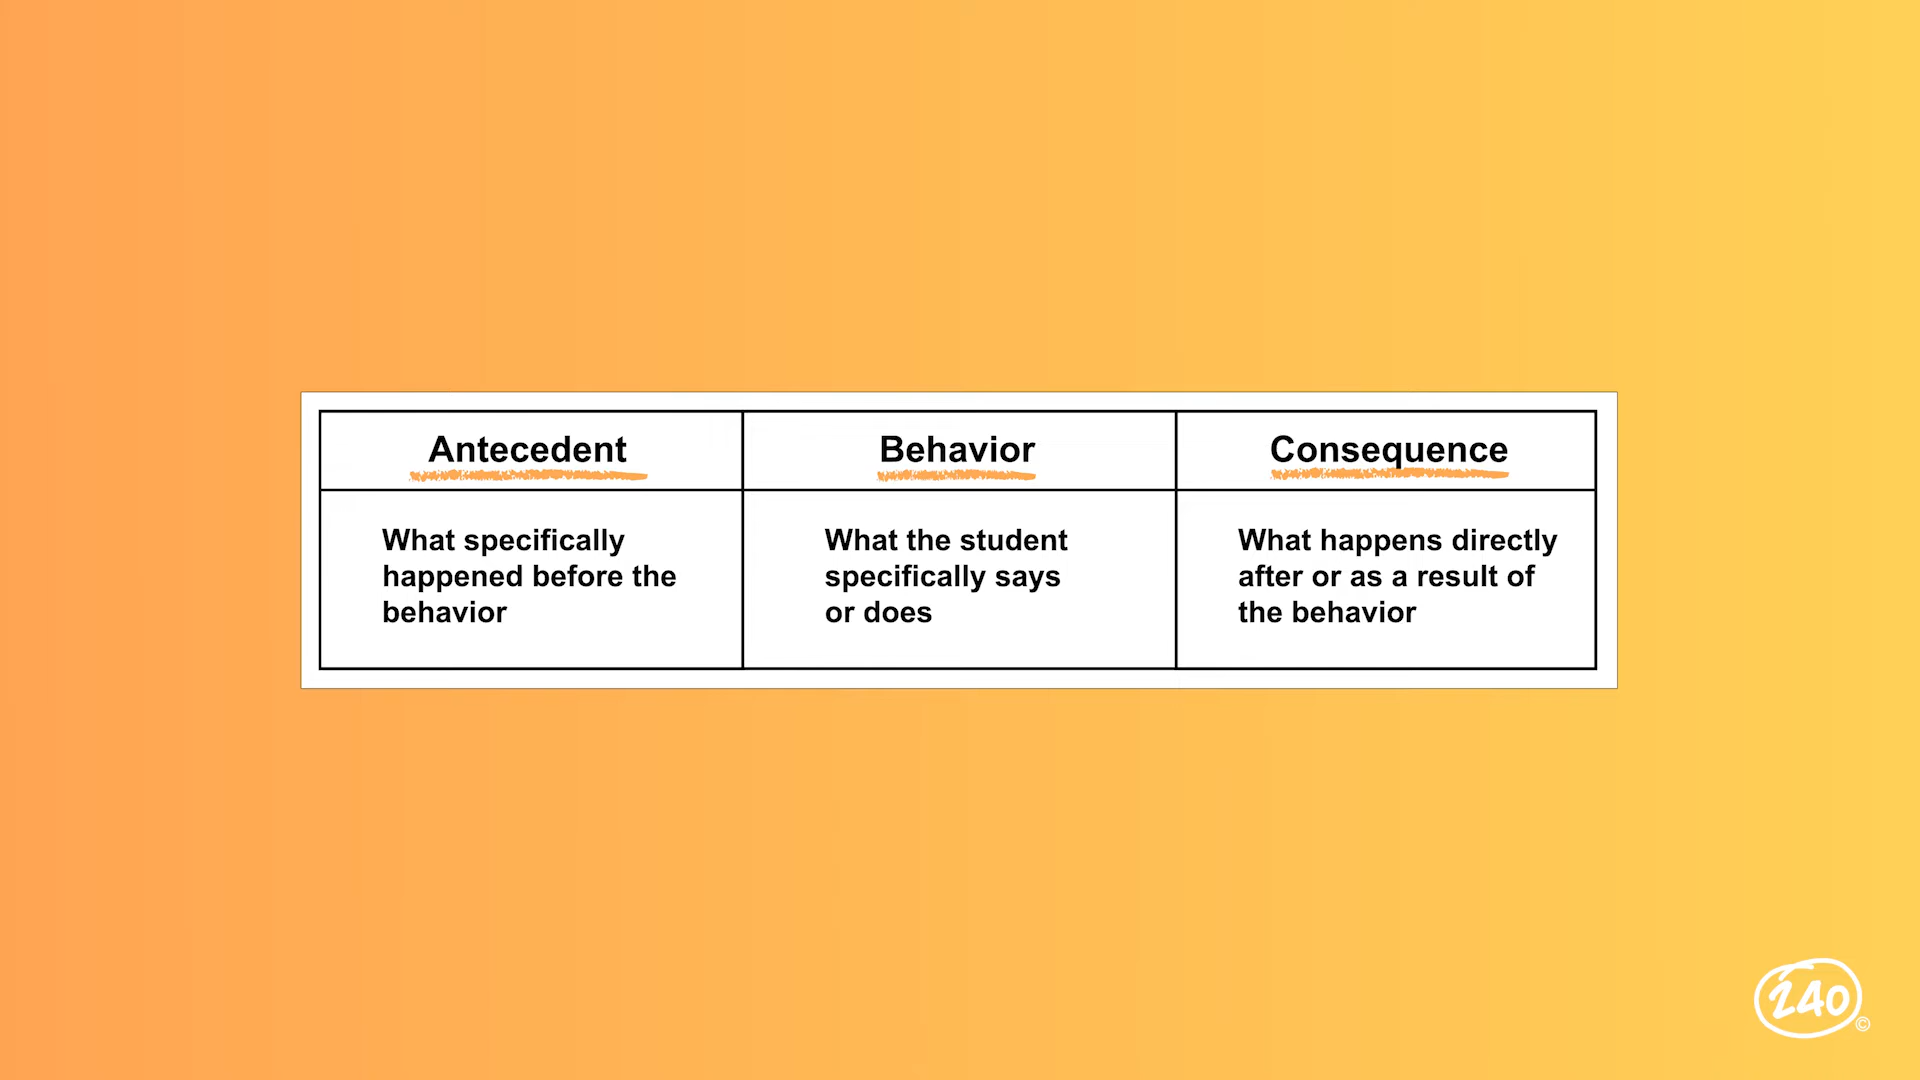 Antecedent
Behavior
Consequence
What specifically
happened before the
behavior
What the student
specifically says
or does
What happens directly
after or as a result of
the behavior
240
©